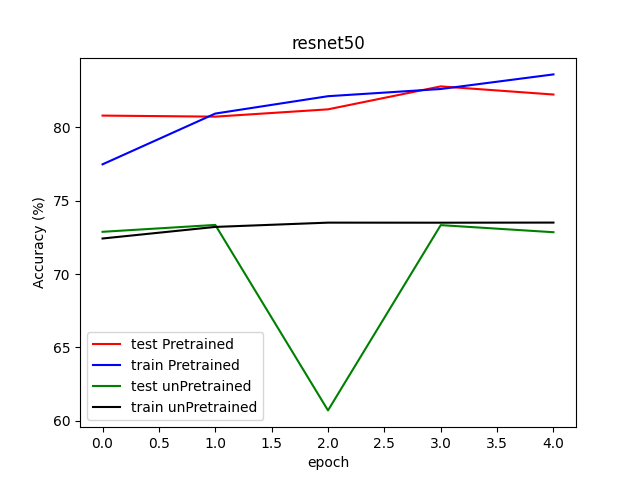 resnet50
Accuracy (%)
80
75
70
65
60
test Pretrained
train Pretrained
test unPretrained
train unPretrained
0.0 0.5 1.0 1.5 2.0 2.5 3.0 3.5 4.0
epoch